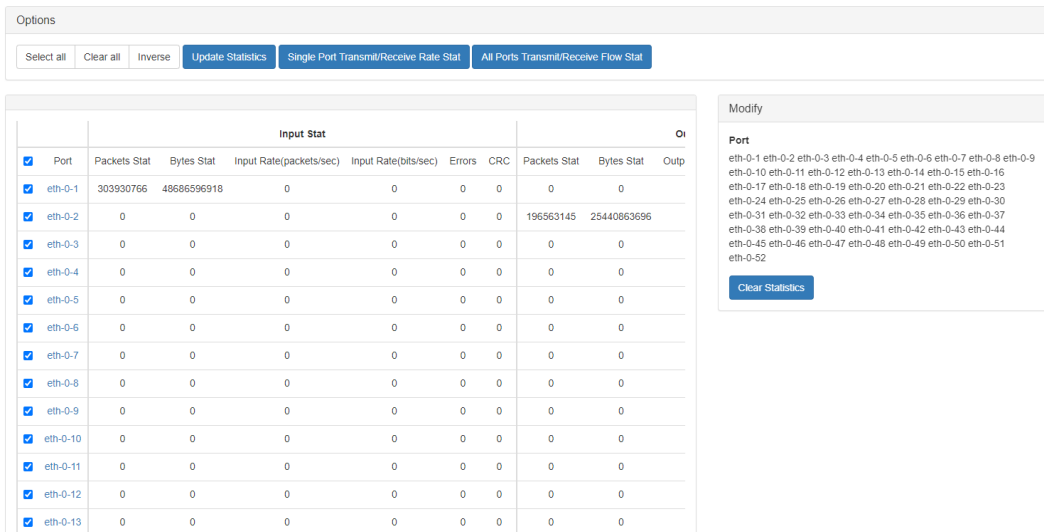 Options
Select all Clear all Inverse Update Statistics Single Port Transmit/Receive Rate Stat All Ports Transmit/Receive Flow Stat
Input Stat
Port Packets Stat Bytes Stat Input Rate(packets/sec) Input Rate(bits/sec) Errors CRC Packets Stat Bytes Stat Outp
eth-0-1 303930766 48686596918 0 0 0 0 0 0
eth-0-2 0 0 0 0 0 0 196563145 25440863696
eth-0-3 0 0 0 0 0 0 0 0
eth-0-4 0 0 0 0 0 0 0 0
eth-0-5 0 0 0 0 0 0 0 0
eth-0-6 0 0 0 0 0 0 0 0
eth-0-7 0 0 0 0 0 0 0 0
eth-0-8 0 0 0 0 0 0 0 0
eth-0-9 0 0 0 0 0 0 0 0
eth-0-10 0 0 0 0 0 0 0 0
eth-0-11 0 0 0 0 0 0 0 0
eth-0-12 0 0 0 0 0 0 0 0
eth-0-13 0 0 0 0 0 0 0 0
Modify
Port
eth-0-1 eth-0-2 eth-0-3 eth-0-4 eth-0-5 eth-0-6 eth-0-7 eth-0-8 eth-0-9
eth-0-10 eth-0-11 eth-0-12 eth-0-13 eth-0-14 eth-0-15 eth-0-16
eth-0-17 eth-0-18 eth-0-19 eth-0-20 eth-0-21 eth-0-22 eth-0-23
eth-0-24 eth-0-25 eth-0-26 eth-0-27 eth-0-28 eth-0-29 eth-0-30
eth-0-31 eth-0-32 eth-0-33 eth-0-34 eth-0-35 eth-0-36 eth-0-37
eth-0-38 eth-0-39 eth-0-40 eth-0-41 eth-0-42 eth-0-43 eth-0-44
eth-0-45 eth-0-46 eth-0-47 eth-0-48 eth-0-49 eth-0-50 eth-0-51
eth-0-52
Clear Statistics